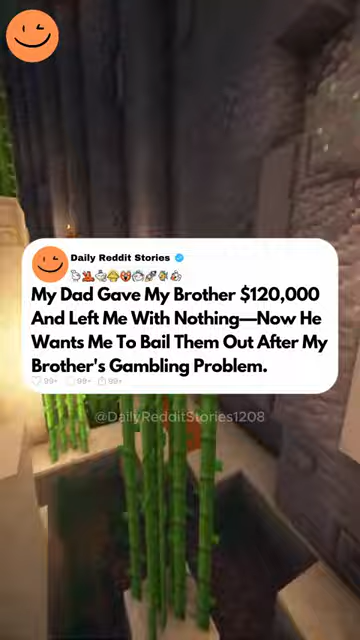 Daily Reddit Stories
My Dad Gave My Brother $120,000
And Left Me With Nothing—Now He
Wants Me To Bail Them Out After My
Brother's Gambling Problem.
99+ 99+ 99+
@DailyRedditStories1208